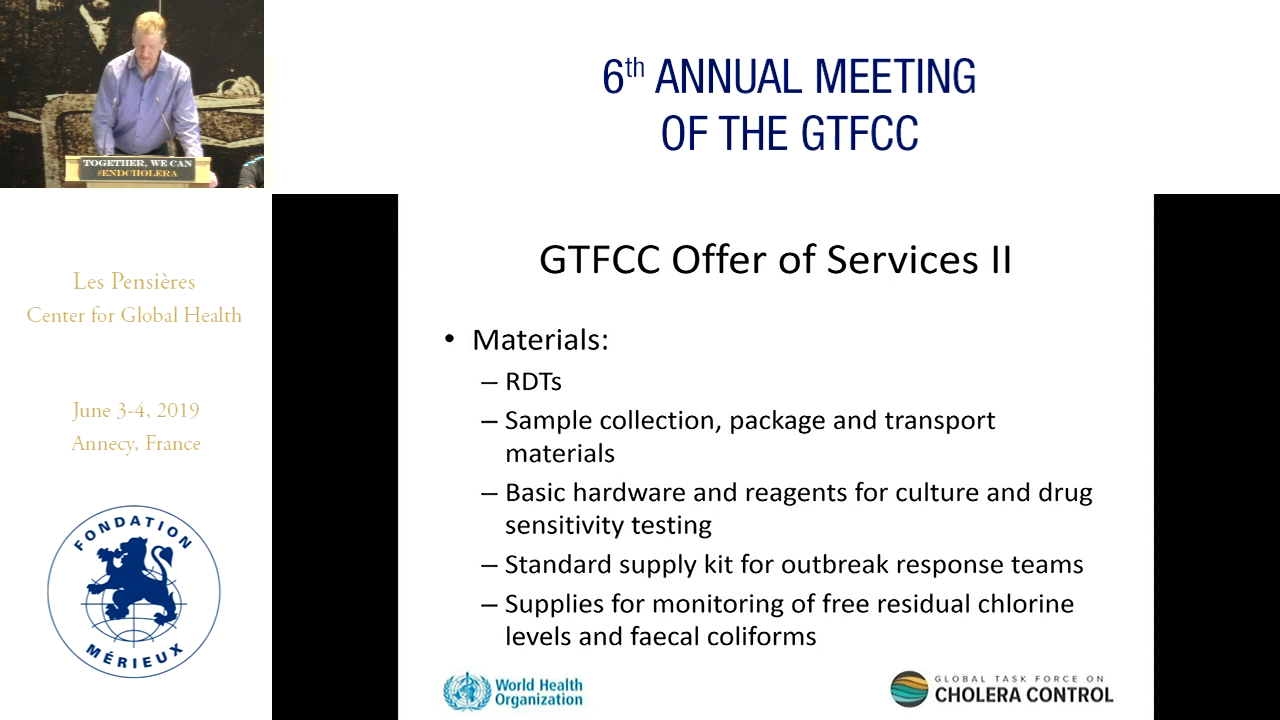 TOGETHER, WE CAN
#ENDCHOLERA
6th ANNUAL MEETING
OF THE GTFCC
Les Pensières
Center for Global Health
June 3-4, 2019
Annecy, France
FONDATION
MÉRIEUX
GTFCC Offer of Services II
• Materials:
– RDTs
– Sample collection, package and transport
materials
– Basic hardware and reagents for culture and drug
sensitivity testing
– Standard supply kit for outbreak response teams
– Supplies for monitoring of free residual chlorine
levels and faecal coliforms
World Health
Organization
GLOBAL TASK FORCE ON
CHOLERA CONTROL